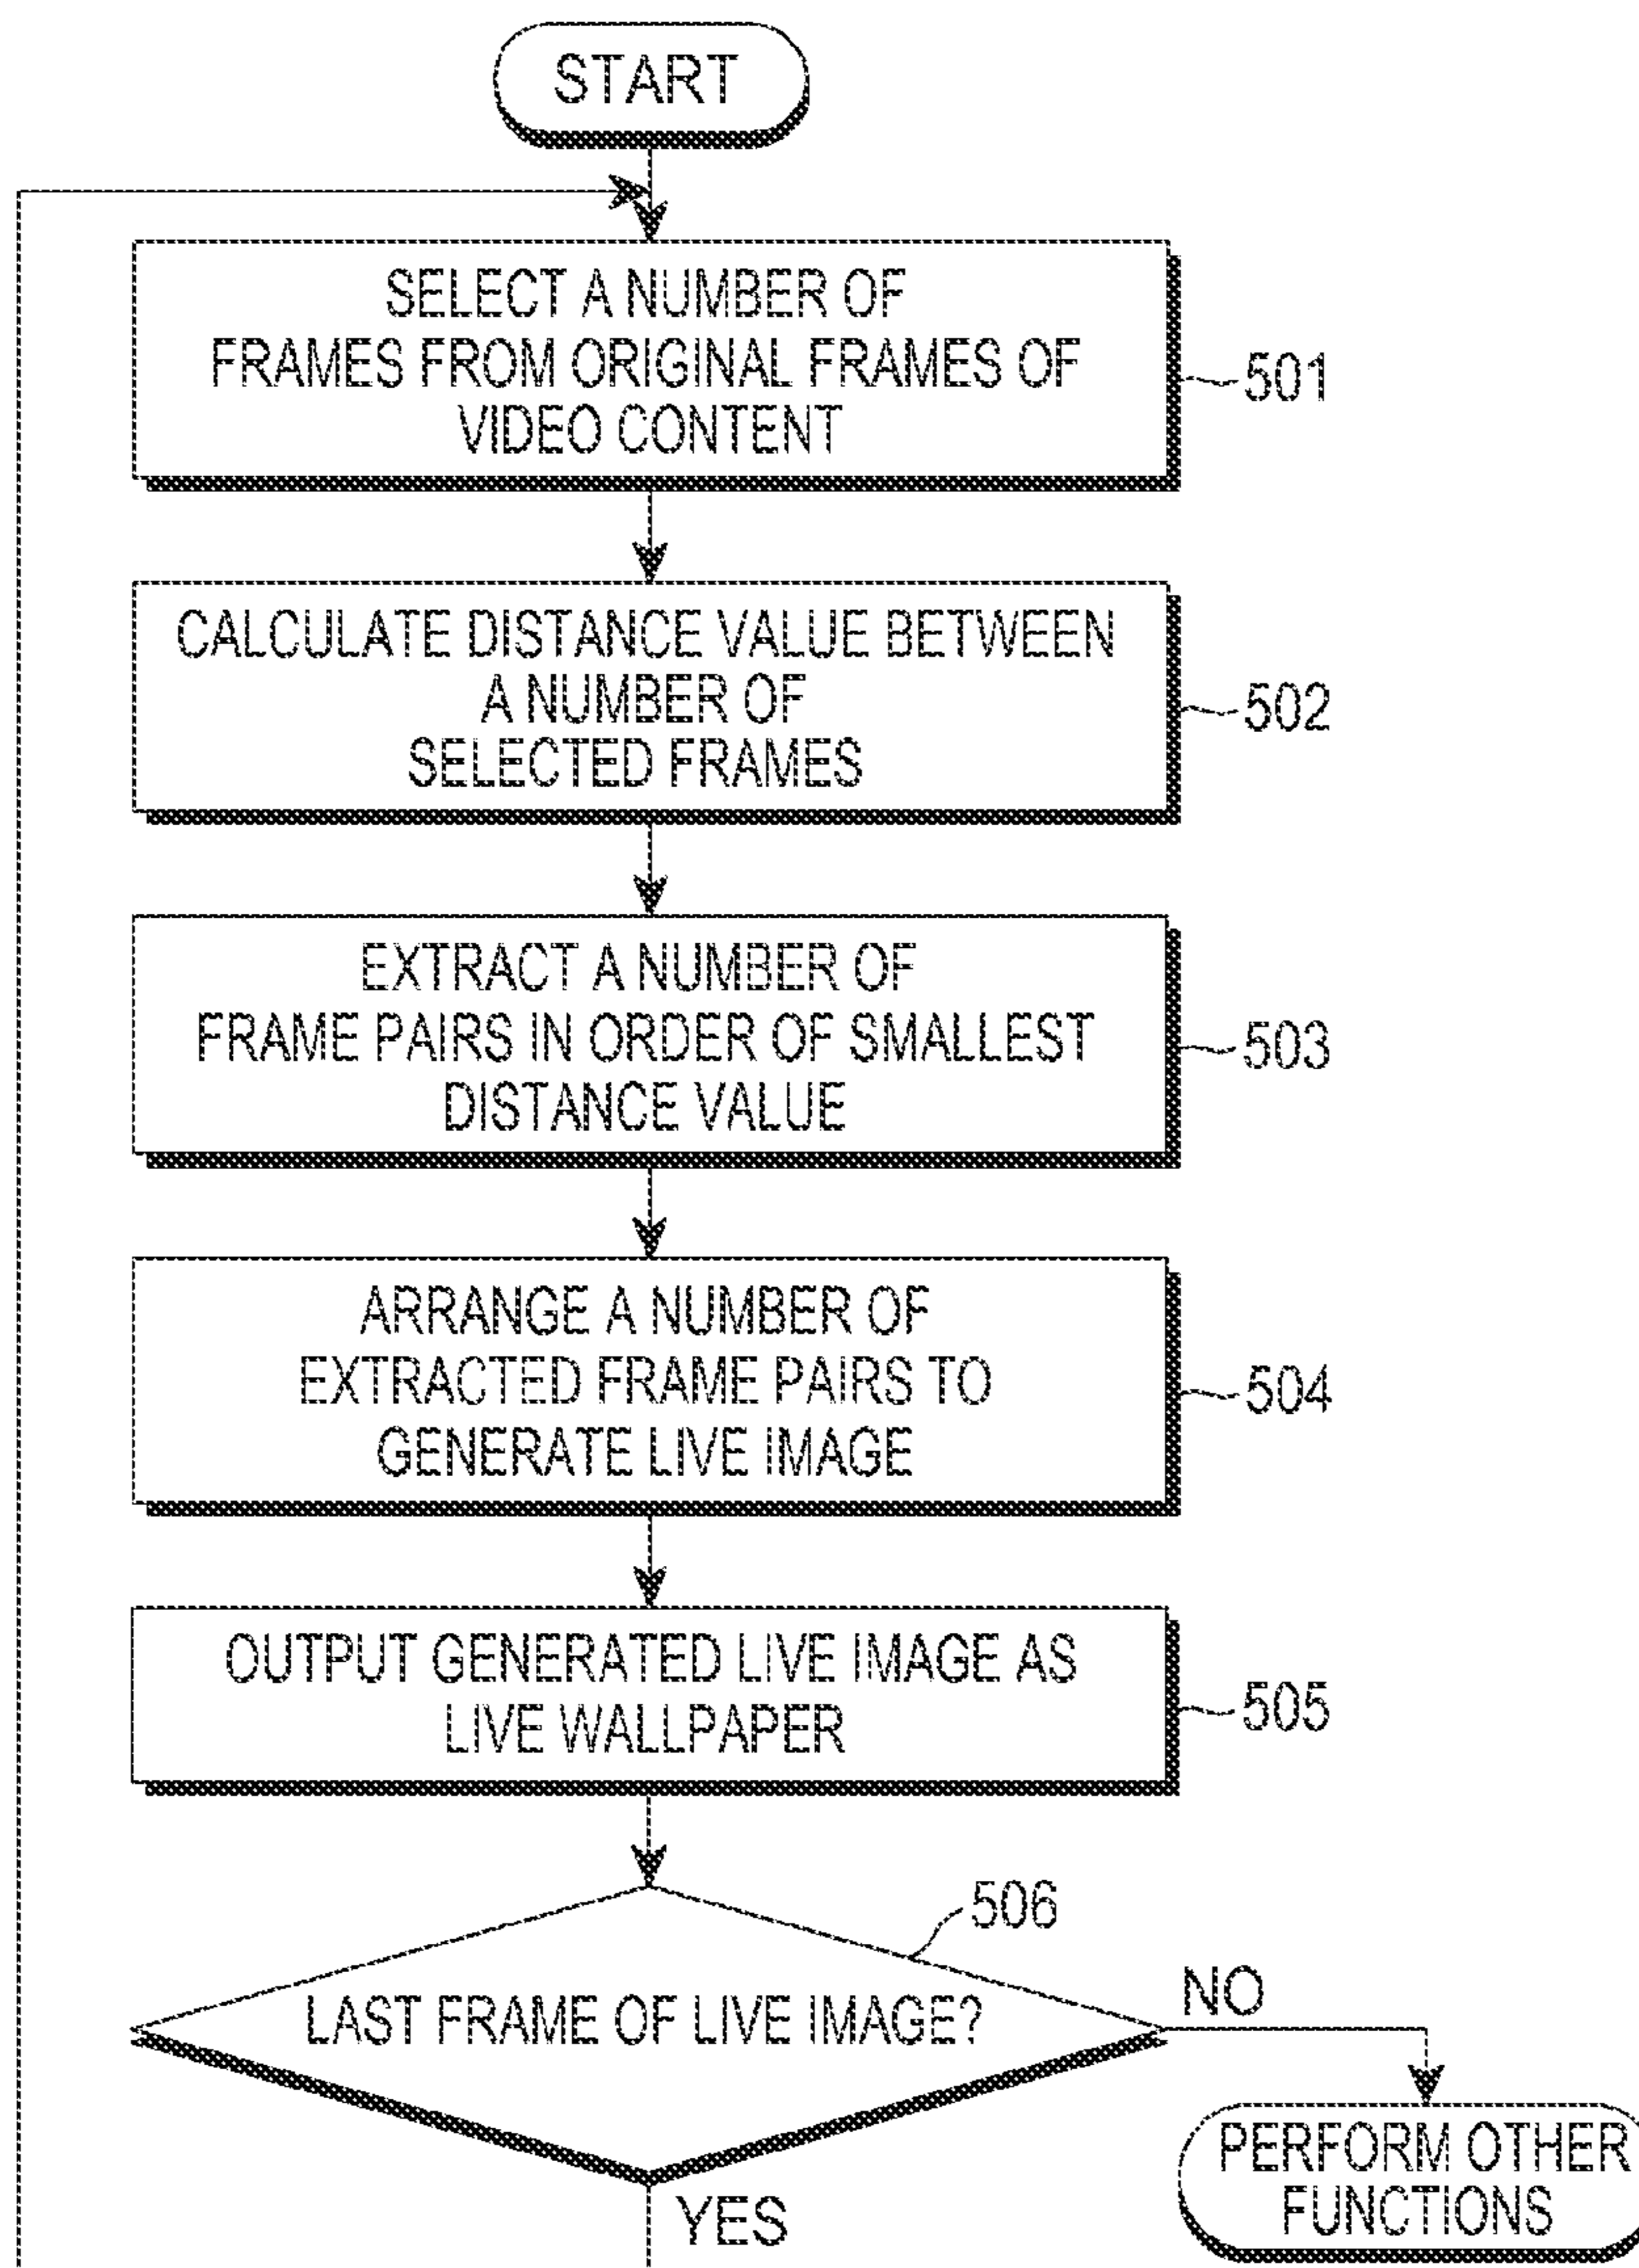 START
SELECT A NUMBER OF
FRAMES FROM ORIGINAL FRAMES OF
VIDEO CONTENT
501
CALCULATE DISTANCE VALUE BETWEEN
A NUMBER OF
SELECTED FRAMES
502
EXTRACT A NUMBER OF
FRAME PAIRS IN ORDER OF SMALLEST
DISTANCE VALUE
503
ARRANGE A NUMBER OF
EXTRACTED FRAME PAIRS TO
GENERATE LIVE IMAGE
504
OUTPUT GENERATED LIVE IMAGE AS
LIVE WALLPAPER
505
506
LAST FRAME OF LIVE IMAGE?
NO
PERFORM OTHER
FUNCTIONS
YES